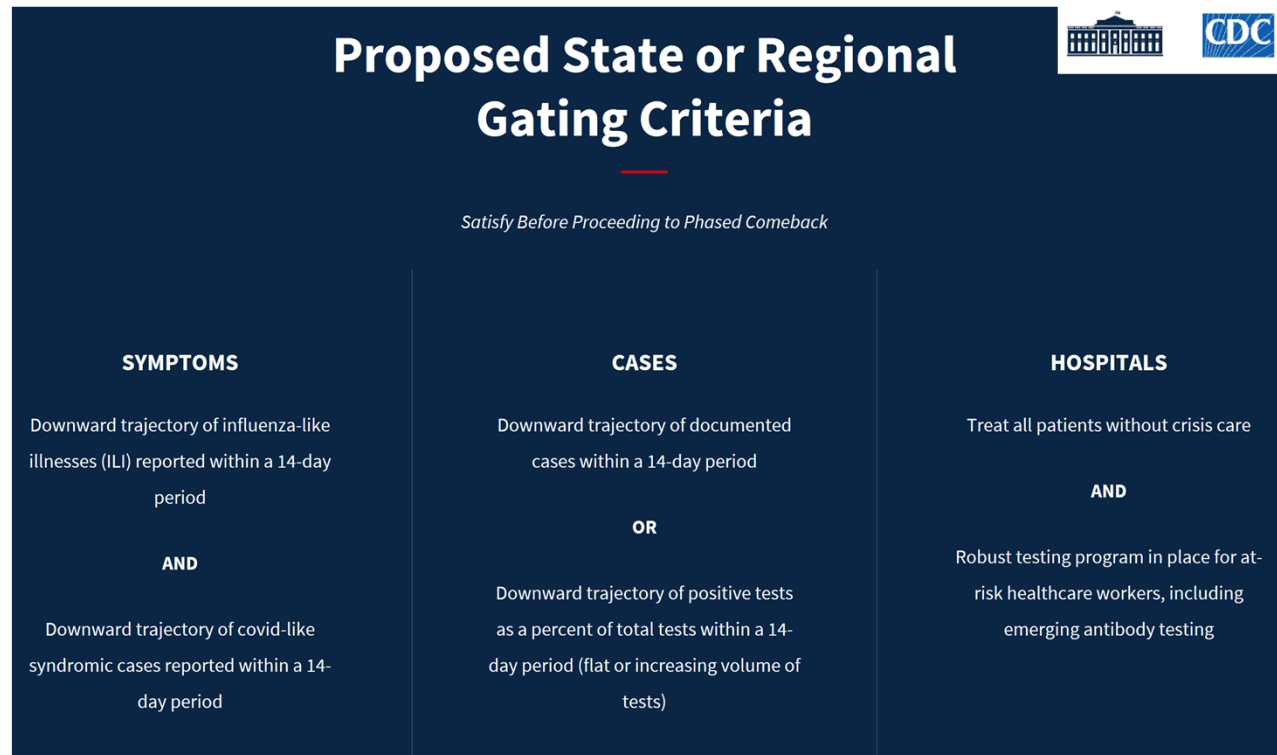 CDC
Proposed State or Regional
Gating Criteria
Satisfy Before Proceeding to Phased Comeback
SYMPTOMS
Downward trajectory of influenza-like
illnesses (ILI) reported within a 14-day
period
AND
Downward trajectory of covid-like
syndromic cases reported within a 14-
day period
CASES
Downward trajectory of documented
cases within a 14-day period
OR
Downward trajectory of positive tests
as a percent of total tests within a 14-
day period (flat or increasing volume of
tests)
HOSPITALS
Treat all patients without crisis care
AND
Robust testing program in place for at-
risk healthcare workers, including
emerging antibody testing